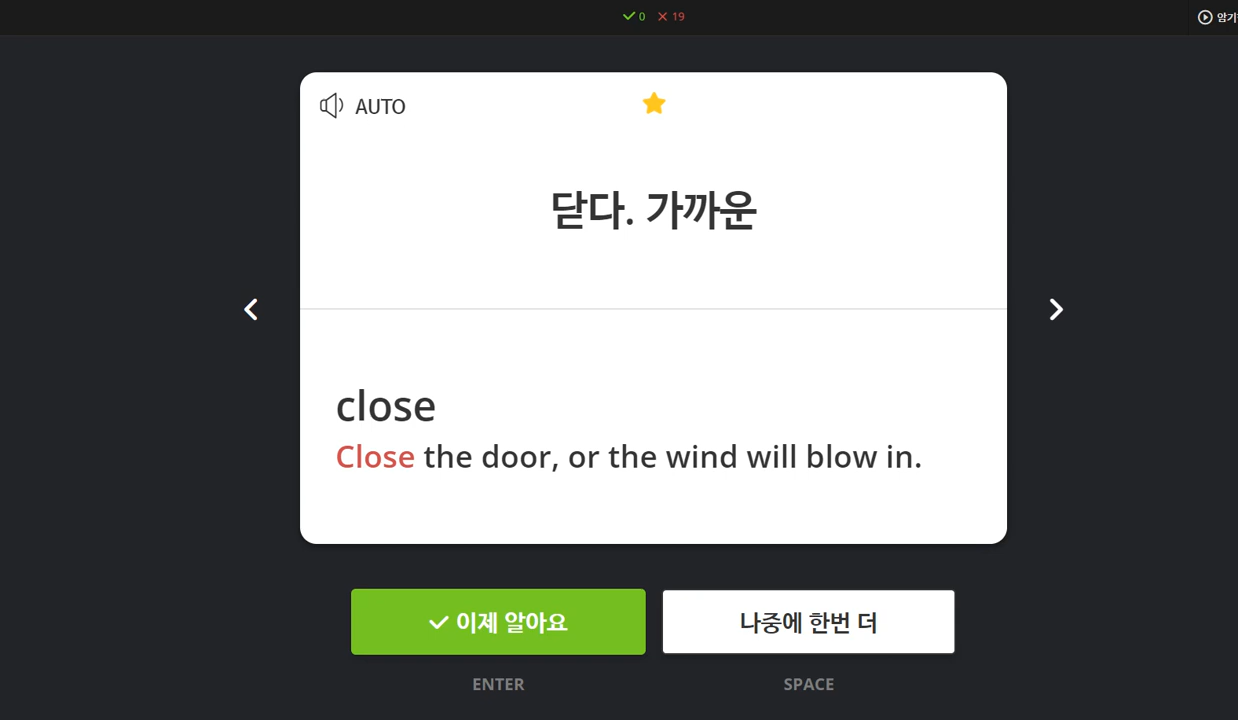 0 19
AUTO
닫다. 가까운
close
Close the door, or the wind will blow in.
이제 알아요
나중에 한번 더
ENTER
SPACE